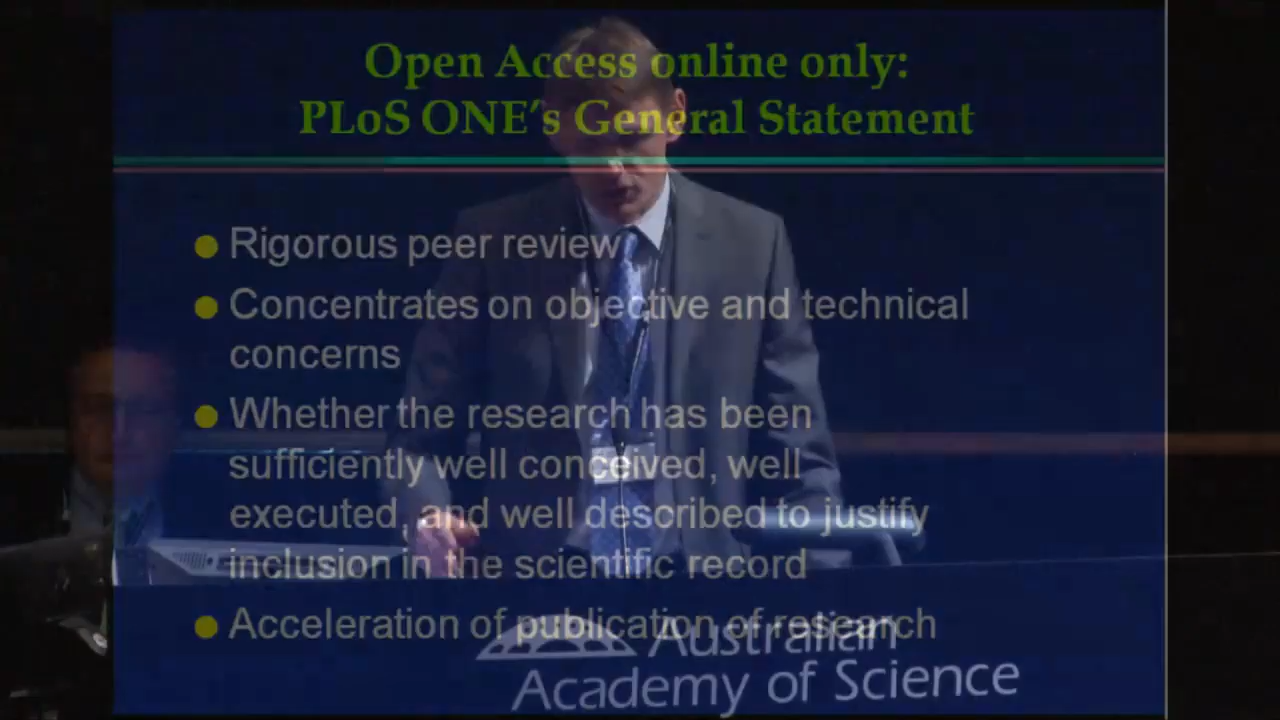 Open Access online only:
PLoS ONE's General Statement
Rigorous peer review
Concentrates on objective and technical
concerns
Whether the research has been
sufficiently well conceived, well
executed, and well described to justify
inclusion in the scientific record
Acceleration of publication of research
Australian
Academy of Science